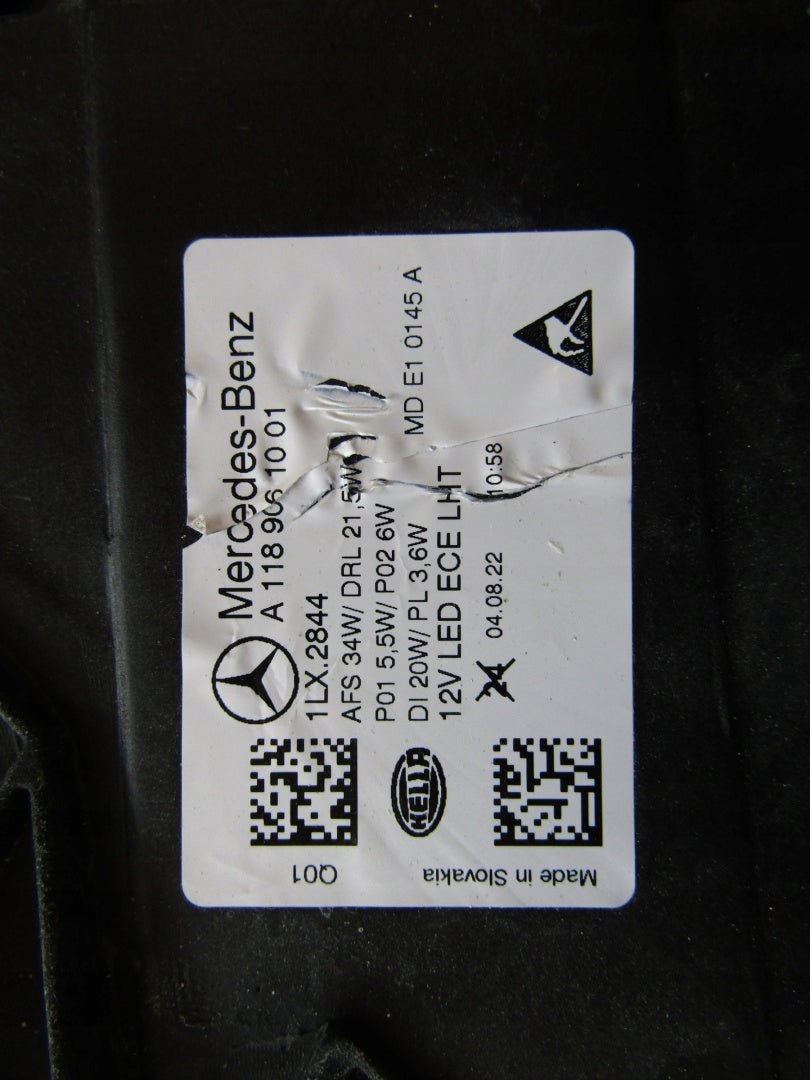 Mercedes-Benz
A 118 906 10 01
1LX.2844
AFS 34W/ DRL 21,5W
P01 5,5W/ P02 6W
DI 20W/ PL 3,6W MD E1 0145 A
12V LED ECE LHT
24 04.08.22 10:58
HELLA
Q01
Made in Slovakia